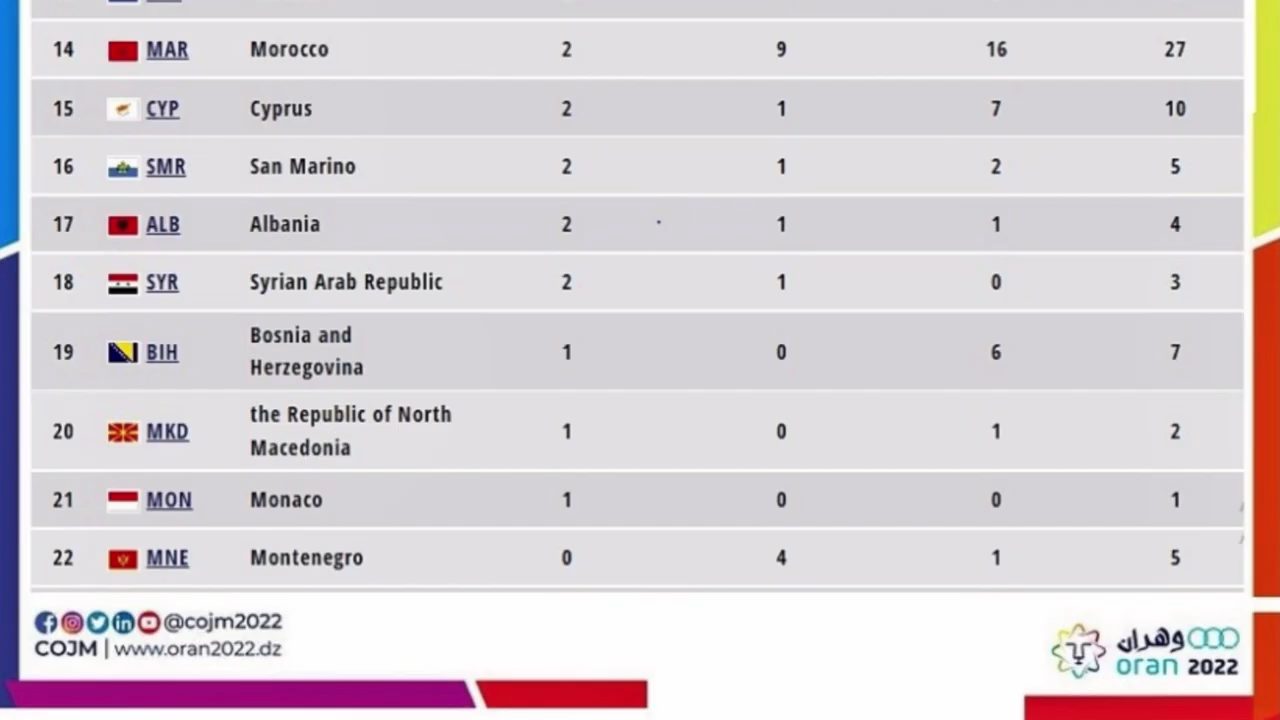 14 MAR Morocco 2 9 16 27
15 CYP Cyprus 2 1 7 10
16 SMR San Marino 2 1 2 5
17 ALB Albania 2 1 1 4
18 SYR Syrian Arab Republic 2 1 0 3
19 BIH Bosnia and Herzegovina 1 0 6 7
20 MKD the Republic of North Macedonia 1 0 1 2
21 MON Monaco 1 0 0 1
22 MNE Montenegro 0 4 1 5
@cojm2022
COJM | www.oran2022.dz
وهران
oran 2022